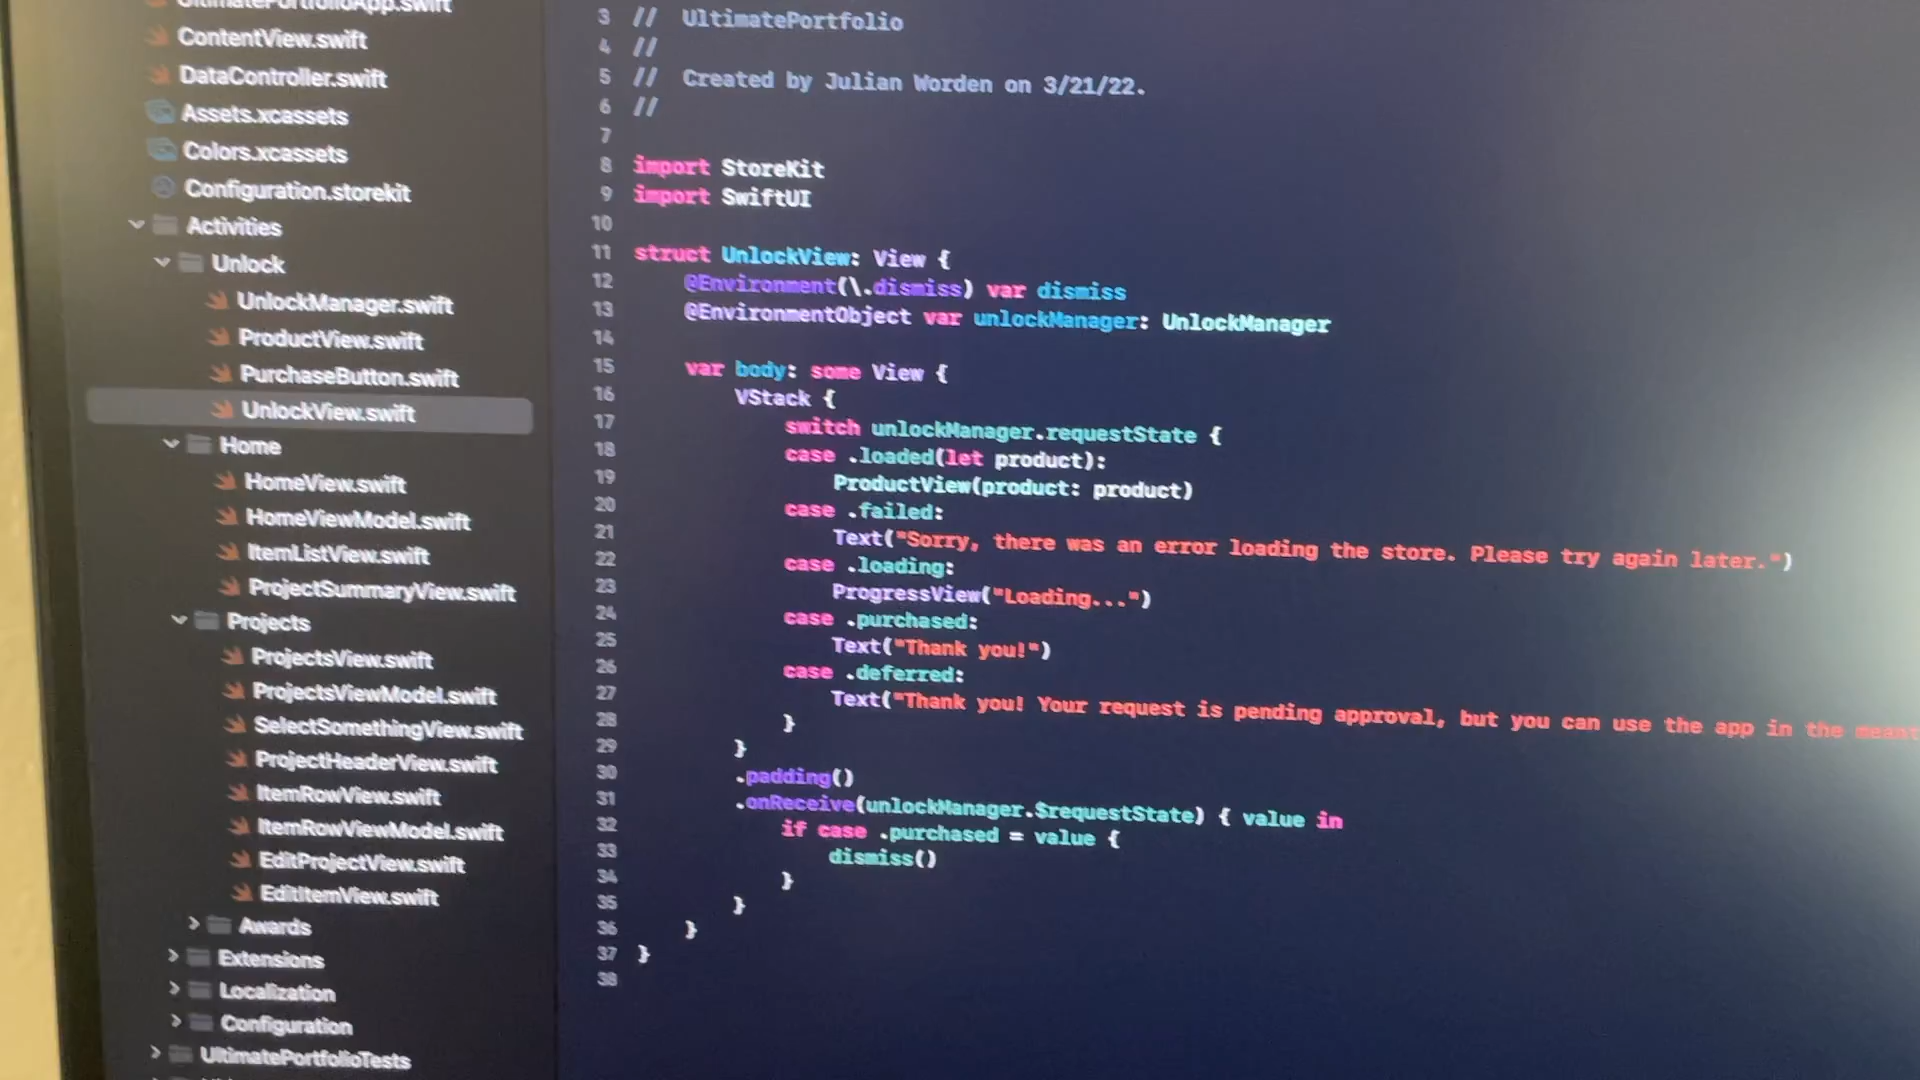 ContentView.swift
DataController.swift
Assets.xcassets
Colors.xcassets
Configuration.storekit
Activities
Unlock
UnlockManager.swift
ProductView.swift
PurchaseButton.swift
UnlockView.swift
Home
HomeView.swift
HomeViewModel.swift
ItemListView.swift
ProjectSummaryView.swift
Projects
ProjectsView.swift
ProjectsViewModel.swift
SelectSomethingView.swift
ProjectHeaderView.swift
ItemRowView.swift
ItemRowViewModel.swift
EditProjectView.swift
EditItemView.swift
Awards
Extensions
Localization
Configuration
UltimatePortfolioTests
3 // UltimatePortfolio
4 //
5 // Created by Julian Worden on 3/21/22.
6 //
7
8 import StoreKit
9 import SwiftUI
10
11 struct UnlockView: View {
12 @Environment(\.dismiss) var dismiss
13 @EnvironmentObject var unlockManager: UnlockManager
14
15 var body: some View {
16 VStack {
17 switch unlockManager.requestState {
18 case .loaded(let product):
19 ProductView(product: product)
20 case .failed:
21 Text("Sorry, there was an error loading the store. Please try again later.")
22 case .loading:
23 ProgressView("Loading...")
24 case .purchased:
25 Text("Thank you!")
26 case .deferred:
27 Text("Thank you! Your request is pending approval, but you can use the app in the
28 }
29 }
30 .padding()
31 .onReceive(unlockManager.$requestState) { value in
32 if case .purchased = value {
33 dismiss()
34 }
35 }
36 }
37 }
38